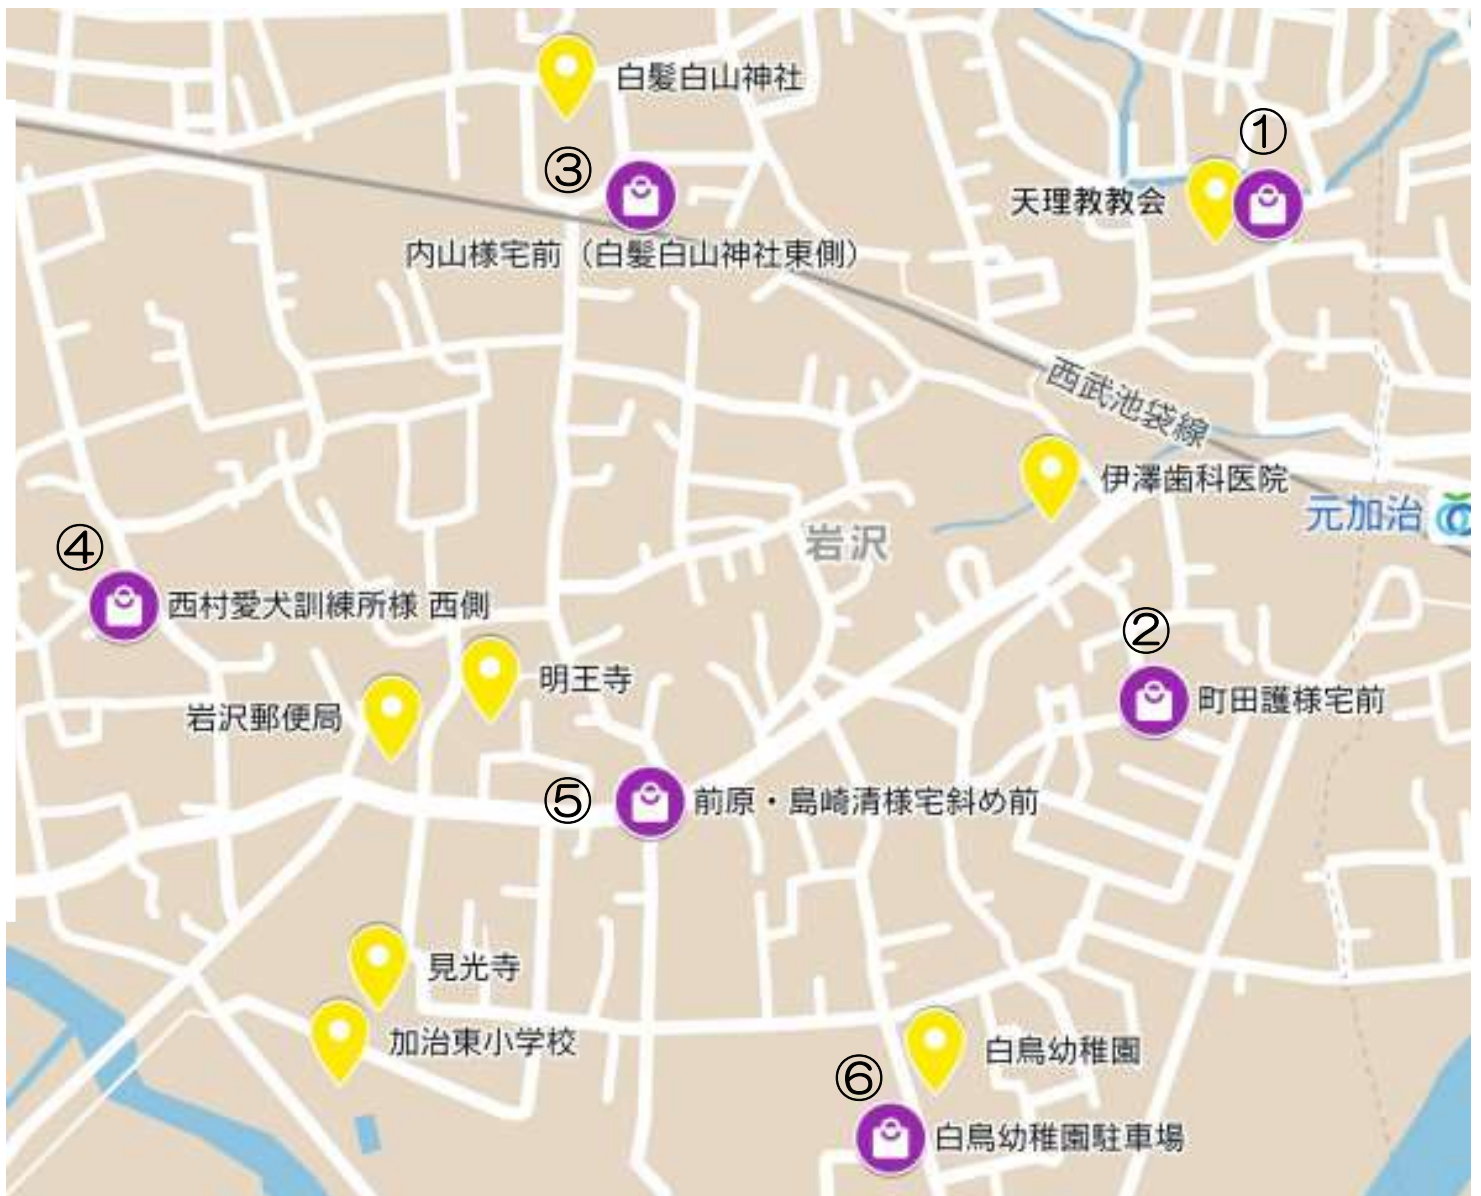 白髪白山神社
①
③
天理教教会
内山様宅前（白髪白山神社東側）
西武池袋線
伊澤歯科医院
元加治
岩沢
④
西村愛犬訓練所様 西側
②
明王寺
町田護様宅前
岩沢郵便局
⑤
前原・島崎清様宅斜め前
見光寺
加治東小学校
白鳥幼稚園
⑥
白鳥幼稚園駐車場